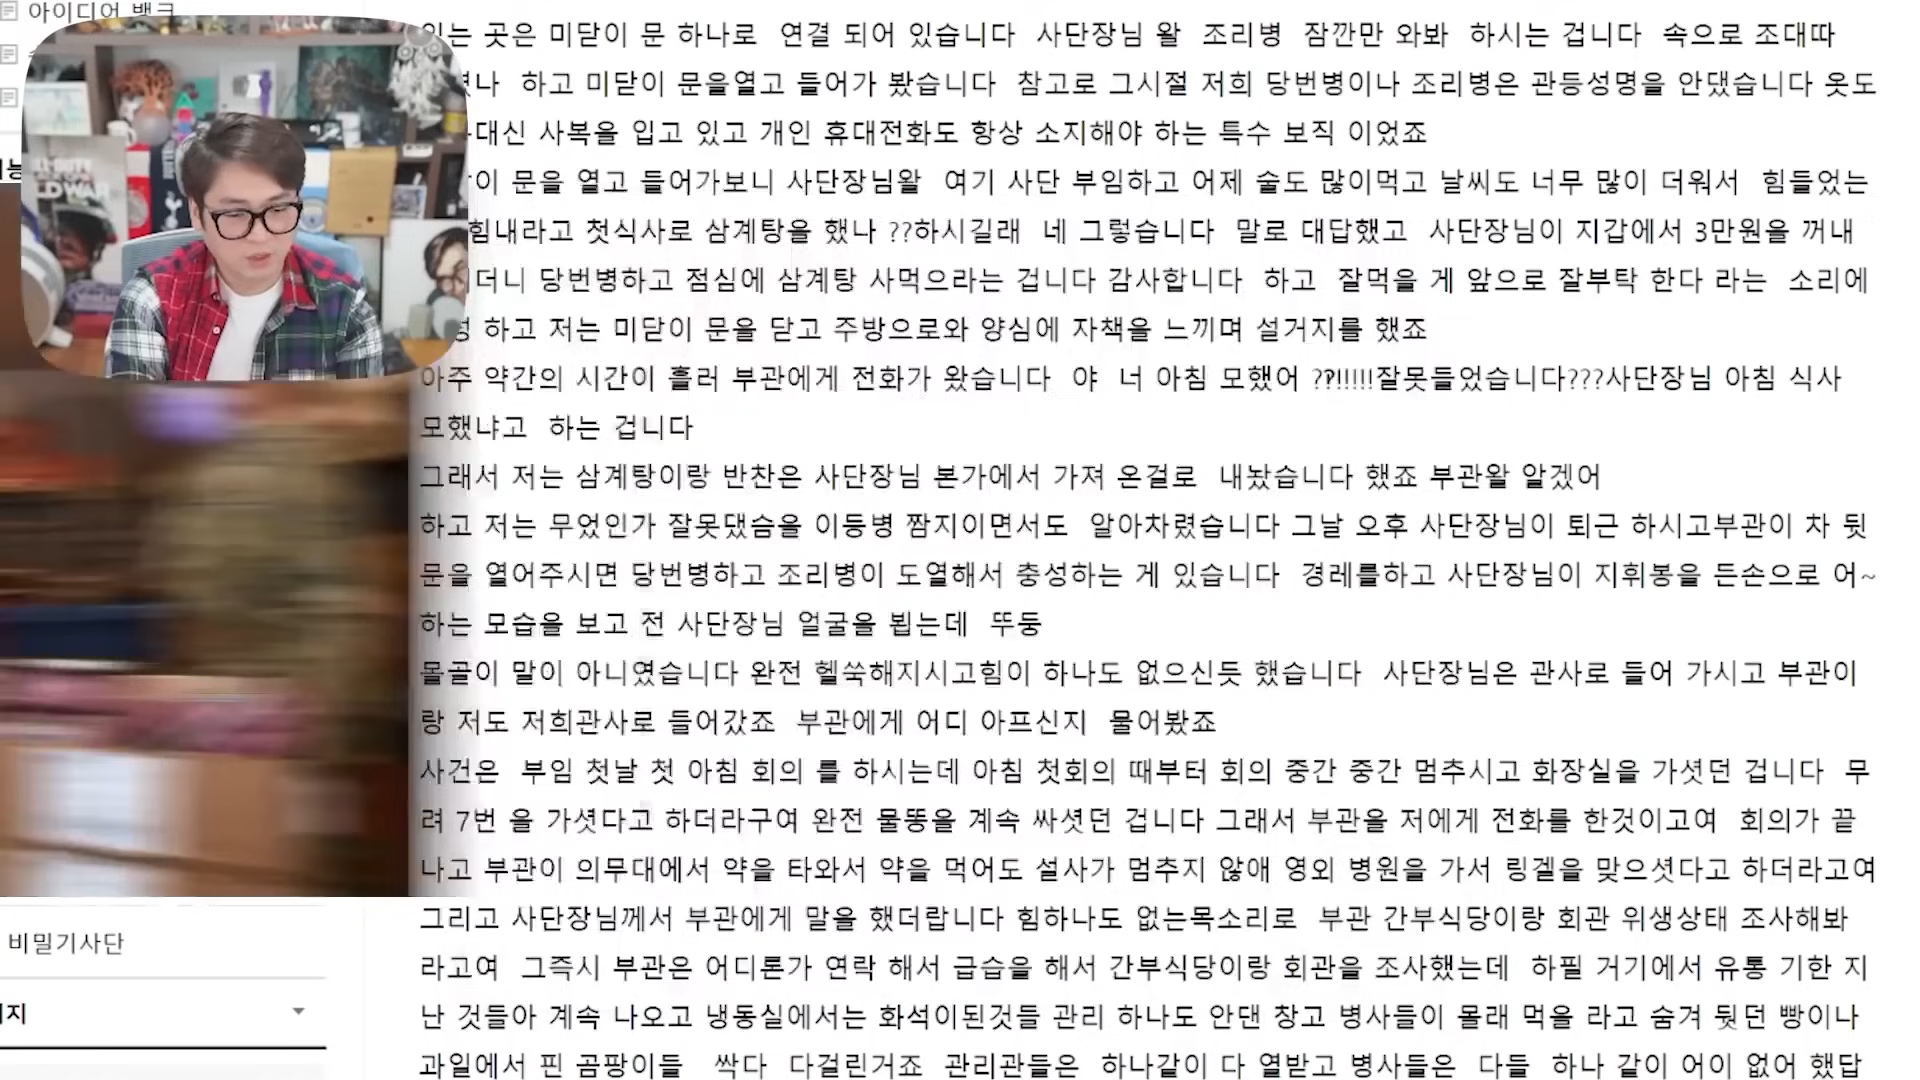 아이디어 뱅크
있는 곳은 미닫이 문 하나로 연결 되어 있습니다 사단장님 왈 조리병 잠깐만 와봐 하시는 겁니다 속으로 조대따
나 하고 미닫이 문을열고 들어가 봤습니다 참고로 그시절 저희 당번병이나 조리병은 관등성명을 안댔습니다 옷도
대신 사복을 입고 있고 개인 휴대전화도 항상 소지해야 하는 특수 보직 이었죠
이 문을 열고 들어가보니 사단장님왈 여기 사단 부임하고 어제 술도 많이먹고 날씨도 너무 많이 더워서 힘들었는
힘내라고 첫식사로 삼계탕을 했나 ??하시길래 네 그렇습니다 말로 대답했고 사단장님이 지갑에서 3만원을 꺼내
더니 당번병하고 점심에 삼계탕 사먹으라는 겁니다 감사합니다 하고 잘먹을 게 앞으로 잘부탁 한다 라는 소리에
하고 저는 미닫이 문을 닫고 주방으로와 양심에 자책을 느끼며 설거지를 했죠
아주 약간의 시간이 흘러 부관에게 전화가 왔습니다 야 너 아침 모했어 ??!!!!!잘못들었습니다???사단장님 아침 식사
모했냐고 하는 겁니다
그래서 저는 삼계탕이랑 반찬은 사단장님 본가에서 가져 온걸로 내놨습니다 했죠 부관왈 알겠어
하고 저는 무었인가 잘못댔슴을 이등병 짬지이면서도 알아차렸습니다 그날 오후 사단장님이 퇴근 하시고부관이 차 뒷
문을 열어주시면 당번병하고 조리병이 도열해서 충성하는 게 있습니다 경레를하고 사단장님이 지휘봉을 든손으로 어~
하는 모습을 보고 전 사단장님 얼굴을 뵙는데 뚜둥
몰골이 말이 아니였습니다 완전 헬쑥해지시고힘이 하나도 없으신듯 했습니다 사단장님은 관사로 들어 가시고 부관이
랑 저도 저희관사로 들어갔죠 부관에게 어디 아프신지 물어봤죠
사건은 부임 첫날 첫 아침 회의 를 하시는데 아침 첫회의 때부터 회의 중간 중간 멈추시고 화장실을 가셧던 겁니다 무
려 7번 을 가셧다고 하더라구여 완전 물똥을 계속 싸셧던 겁니다 그래서 부관을 저에게 전화를 한것이고여 회의가 끝
나고 부관이 의무대에서 약을 타와서 약을 먹어도 설사가 멈추지 않애 영외 병원을 가서 링겔을 맞으셧다고 하더라고여
그리고 사단장님께서 부관에게 말을 했더랍니다 힘하나도 없는목소리로 부관 간부식당이랑 회관 위생상태 조사해봐
라고여 그즉시 부관은 어디론가 연락 해서 급습을 해서 간부식당이랑 회관을 조사했는데 하필 거기에서 유통 기한 지
난 것들아 계속 나오고 냉동실에서는 화석이된것들 관리 하나도 안댄 창고 병사들이 몰래 먹을 라고 숨겨 뒀던 빵이나
과일에서 핀 곰팡이들 싹다 다걸린거죠 관리관들은 하나같이 다 열받고 병사들은 다들 하나 같이 어이 없어 했답
비밀기사단
지